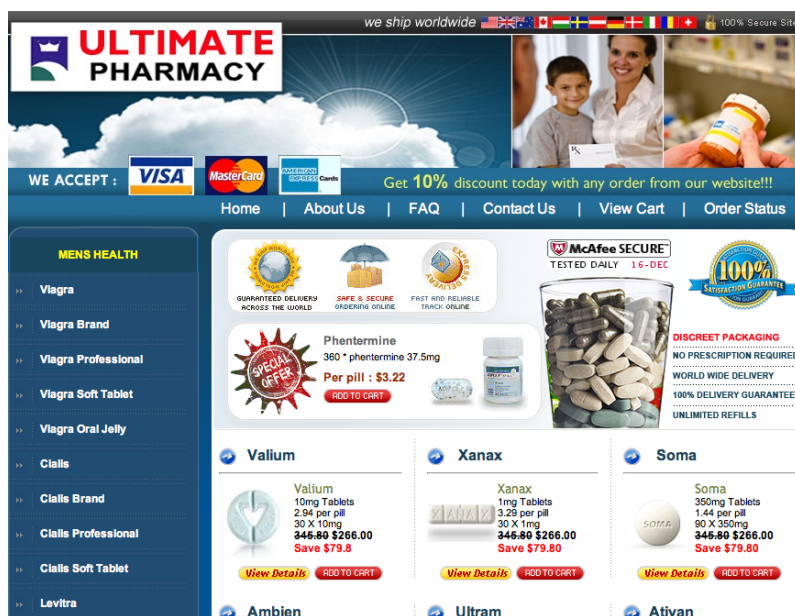 we ship worldwide
100% Secure Site
ULTIMATE
PHARMACY
WE ACCEPT :
VISA
MasterCard
AMERICAN
EXPRESS Cards
Get 10% discount today with any order from our website!!!
Home | About Us | FAQ | Contact Us | View Cart | Order Status
MENS HEALTH
Viagra
Viagra Brand
Viagra Professional
Viagra Soft Tablet
Viagra Oral Jelly
Cialis
Cialis Brand
Cialis Professional
Cialis Soft Tablet
Levitra
GUARANTEED DELIVERY
ACROSS THE WORLD
SAFE & SECURE
ORDERING ONLINE
EXPRESS DELIVERY
FAST AND RELIABLE
TRACK ONLINE
McAfee SECURE
TESTED DAILY 16-DEC
100%
SATISFACTION GUARANTEE
SPECIAL
OFFER
Phentermine
360 * phentermine 37.5mg
Per pill : $3.22
ADD TO CART
DISCREET PACKAGING
NO PRESCRIPTION REQUIRED
WORLD WIDE DELIVERY
100% DELIVERY GUARANTEE
UNLIMITED REFILLS
Valium
Valium
10mg Tablets
2.94 per pill
30 X 10mg
345.80 $266.00
Save $79.8
View Details
ADD TO CART
Xanax
XANAX
Xanax
1mg Tablets
3.29 per pill
30 X 1mg
345.80 $266.00
Save $79.80
View Details
ADD TO CART
Soma
SOMA
Soma
350mg Tablets
1.44 per pill
90 X 350mg
345.80 $266.00
Save $79.80
View Details
ADD TO CART
Ambien
Ultram
Ativan